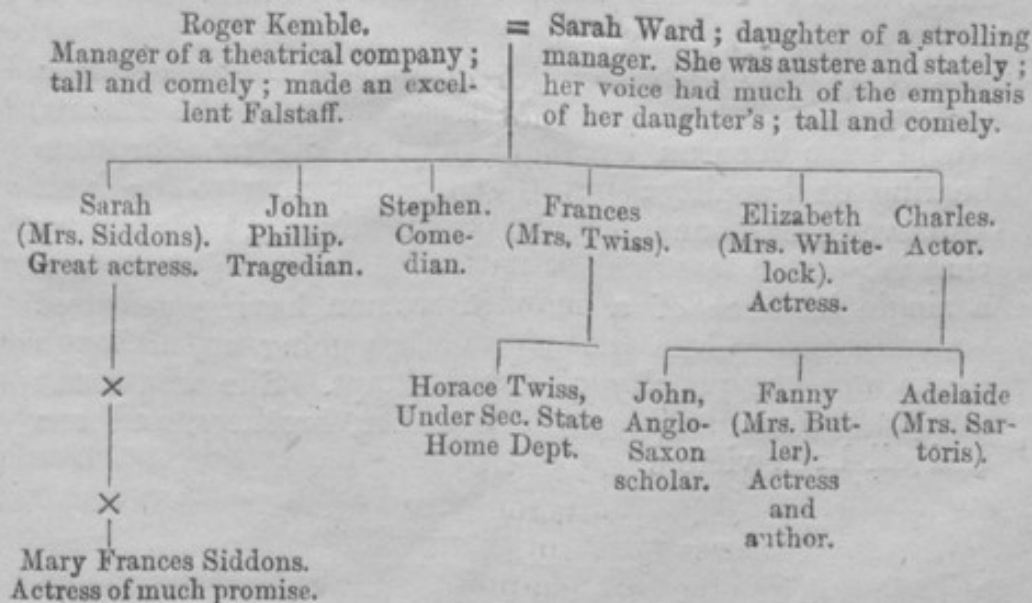 Roger Kemble.
Manager of a theatrical company ;
tall and comely ; made an excel-
lent Falstaff.
= Sarah Ward ; daughter of a strolling
manager. She was austere and stately ;
her voice had much of the emphasis
of her daughter's ; tall and comely.
Sarah
(Mrs. Siddons).
Great actress.
John
Phillip.
Tragedian.
Stephen.
Come-
dian.
Frances
(Mrs. Twiss).
Elizabeth
(Mrs. White-
lock).
Actress.
Charles.
Actor.
×
×
Mary Frances Siddons.
Actress of much promise.
Horace Twiss,
Under Sec. State
Home Dept.
John,
Anglo-
Saxon
scholar.
Fanny
(Mrs. But-
ler).
Actress
and
author.
Adelaide
(Mrs. Sar-
toris).